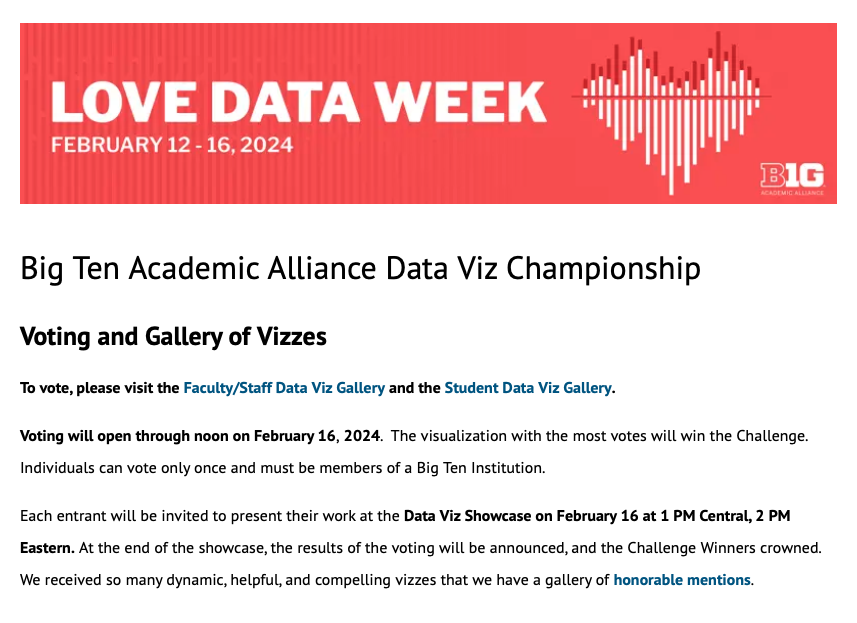 LOVE DATA WEEK
FEBRUARY 12 - 16, 2024
B1G
ACADEMIC ALLIANCE
Big Ten Academic Alliance Data Viz Championship
Voting and Gallery of Vizzes
To vote, please visit the Faculty/Staff Data Viz Gallery and the Student Data Viz Gallery.
Voting will open through noon on February 16, 2024.  The visualization with the most votes will win the Challenge.
Individuals can vote only once and must be members of a Big Ten Institution.
Each entrant will be invited to present their work at the Data Viz Showcase on February 16 at 1 PM Central, 2 PM
Eastern. At the end of the showcase, the results of the voting will be announced, and the Challenge Winners crowned.
We received so many dynamic, helpful, and compelling vizzes that we have a gallery of honorable mentions.